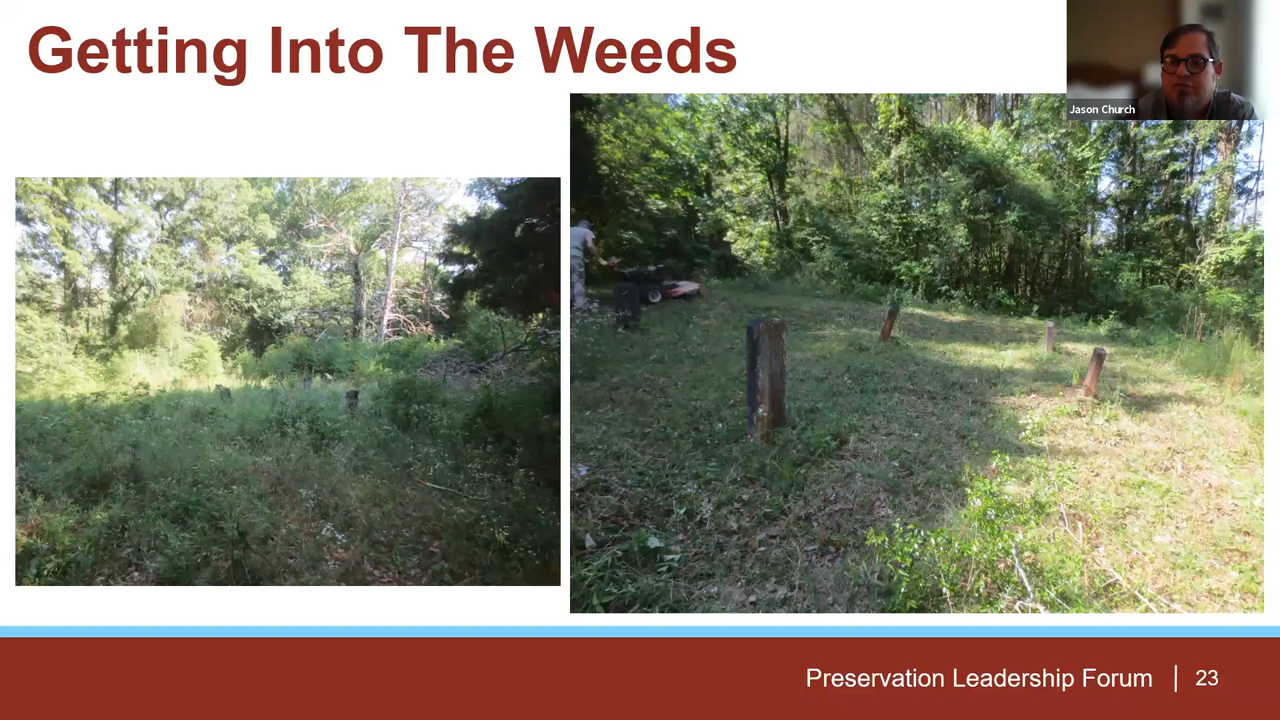 Getting Into The Weeds
Jason Church
Preservation Leadership Forum | 23